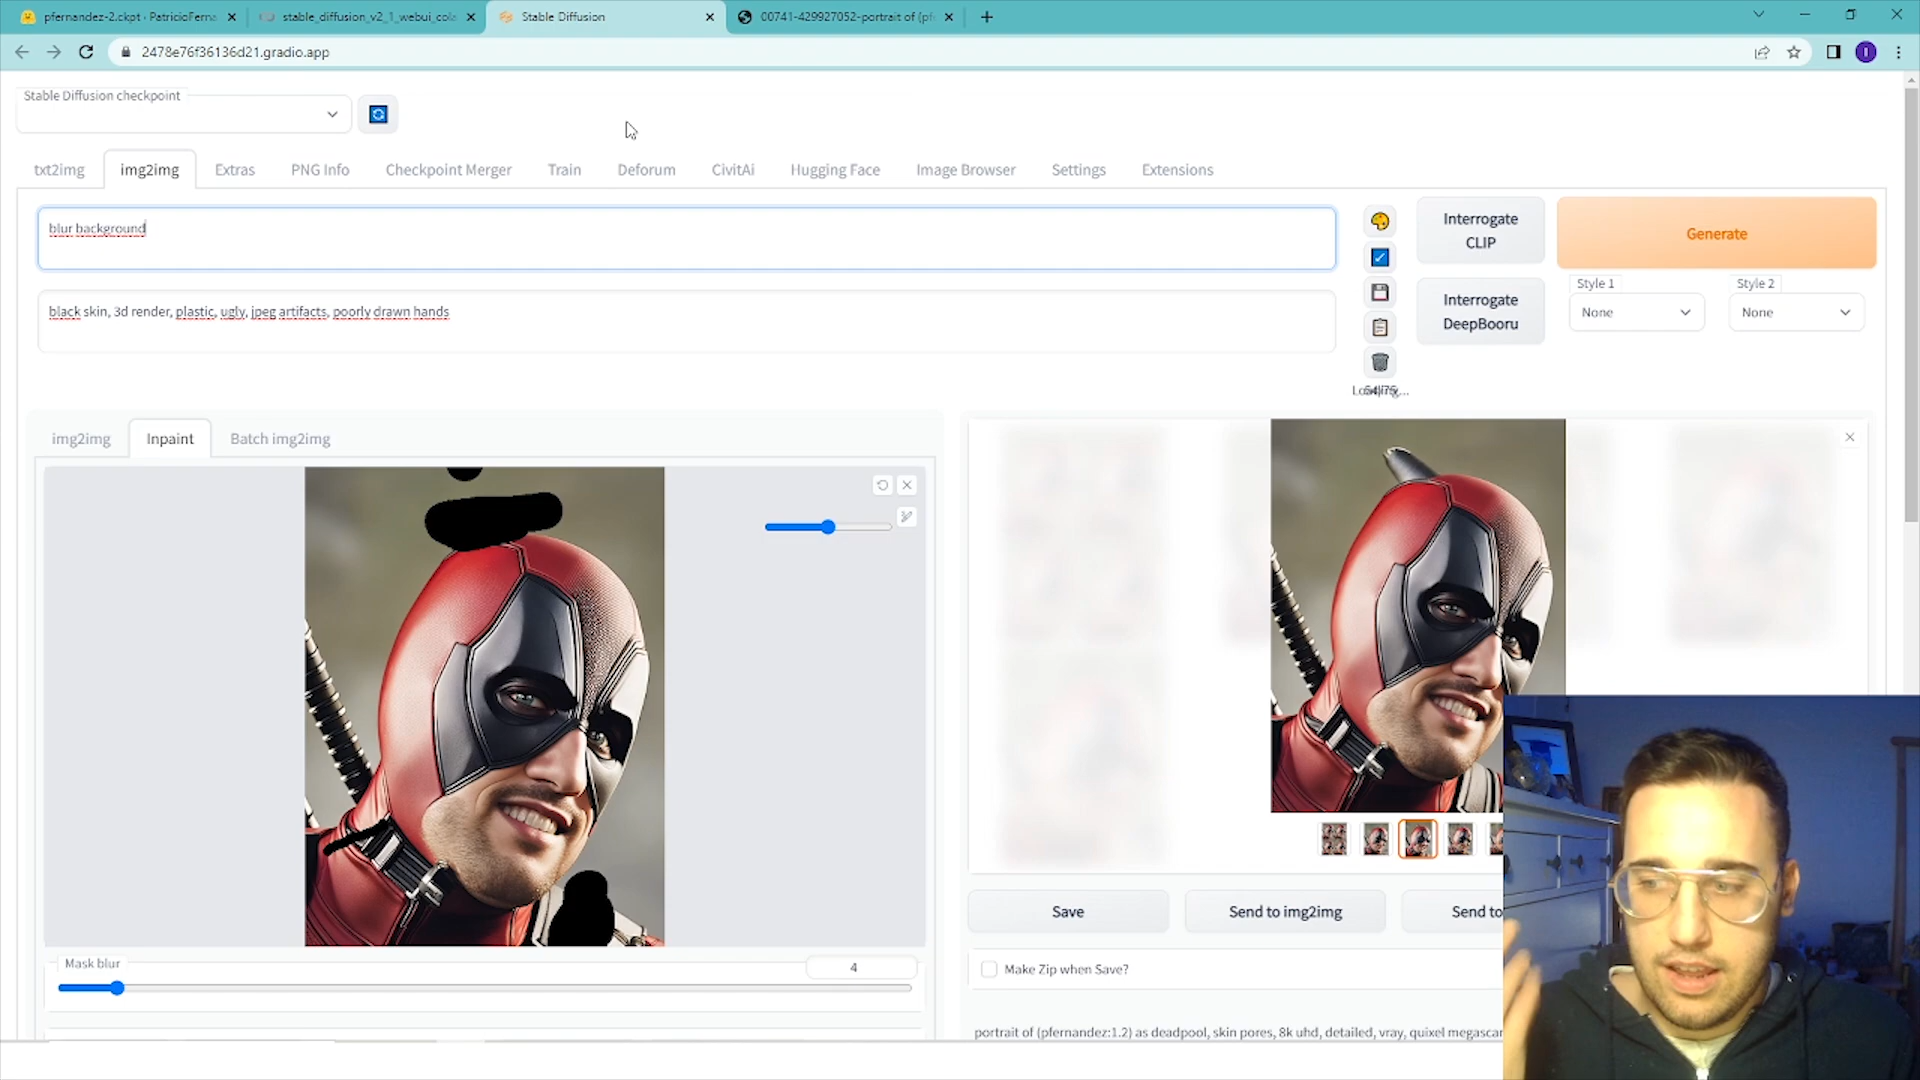 pfernandez-2.ckpt · PatricioFerna
stable_diffusion_v2_1_webui_cola
Stable Diffusion
00741-429927052-portrait of (pf
2478e76f36136d21.gradio.app
Stable Diffusion checkpoint
txt2img
img2img
Extras
PNG Info
Checkpoint Merger
Train
Deforum
CivitAi
Hugging Face
Image Browser
Settings
Extensions
blur background
black skin, 3d render, plastic, ugly, jpeg artifacts, poorly drawn hands
Interrogate
CLIP
Interrogate
DeepBooru
Generate
Style 1
Style 2
None
None
img2img
Inpaint
Batch img2img
Mask blur
4
Save
Send to img2img
Send to
Make Zip when Save?
portrait of (pfernandez:1.2) as deadpool, skin pores, 8k uhd, detailed, vray, quixel megascan